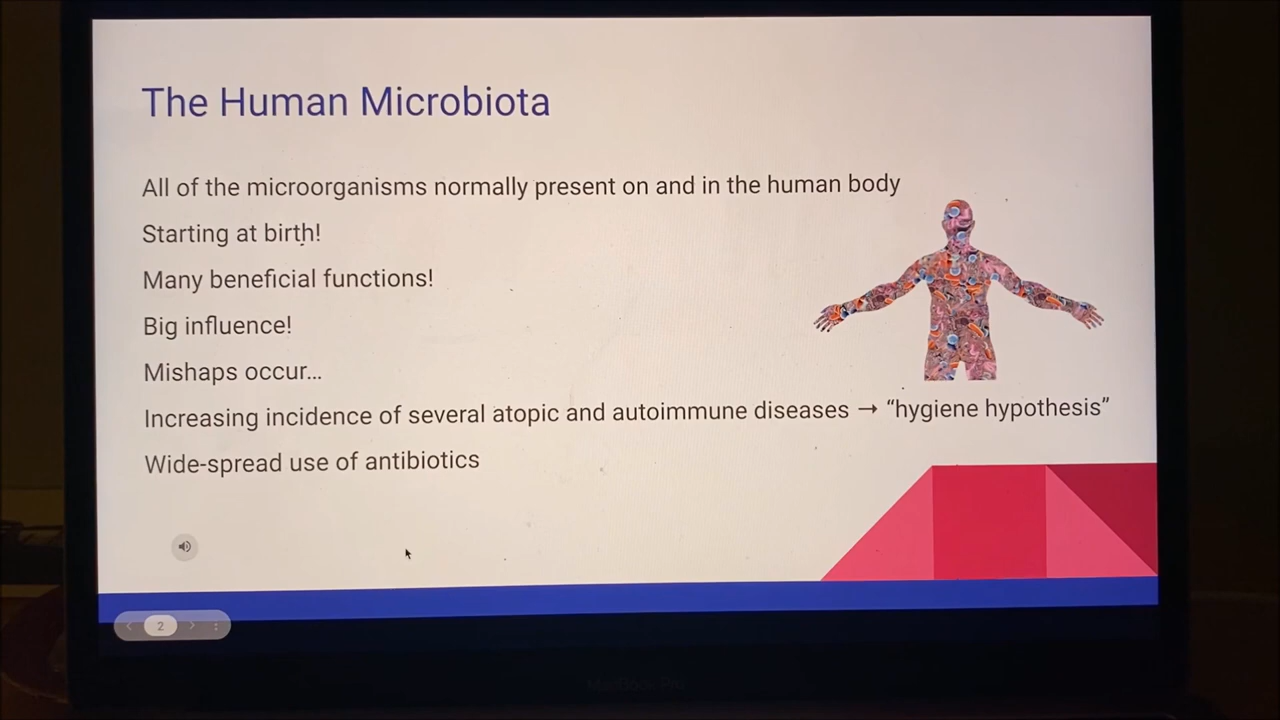 The Human Microbiota
All of the microorganisms normally present on and in the human body
Starting at birth!
Many beneficial functions!
Big influence!
Mishaps occur...
Increasing incidence of several atopic and autoimmune diseases → “hygiene hypothesis”
Wide-spread use of antibiotics
2
MacBook Pro